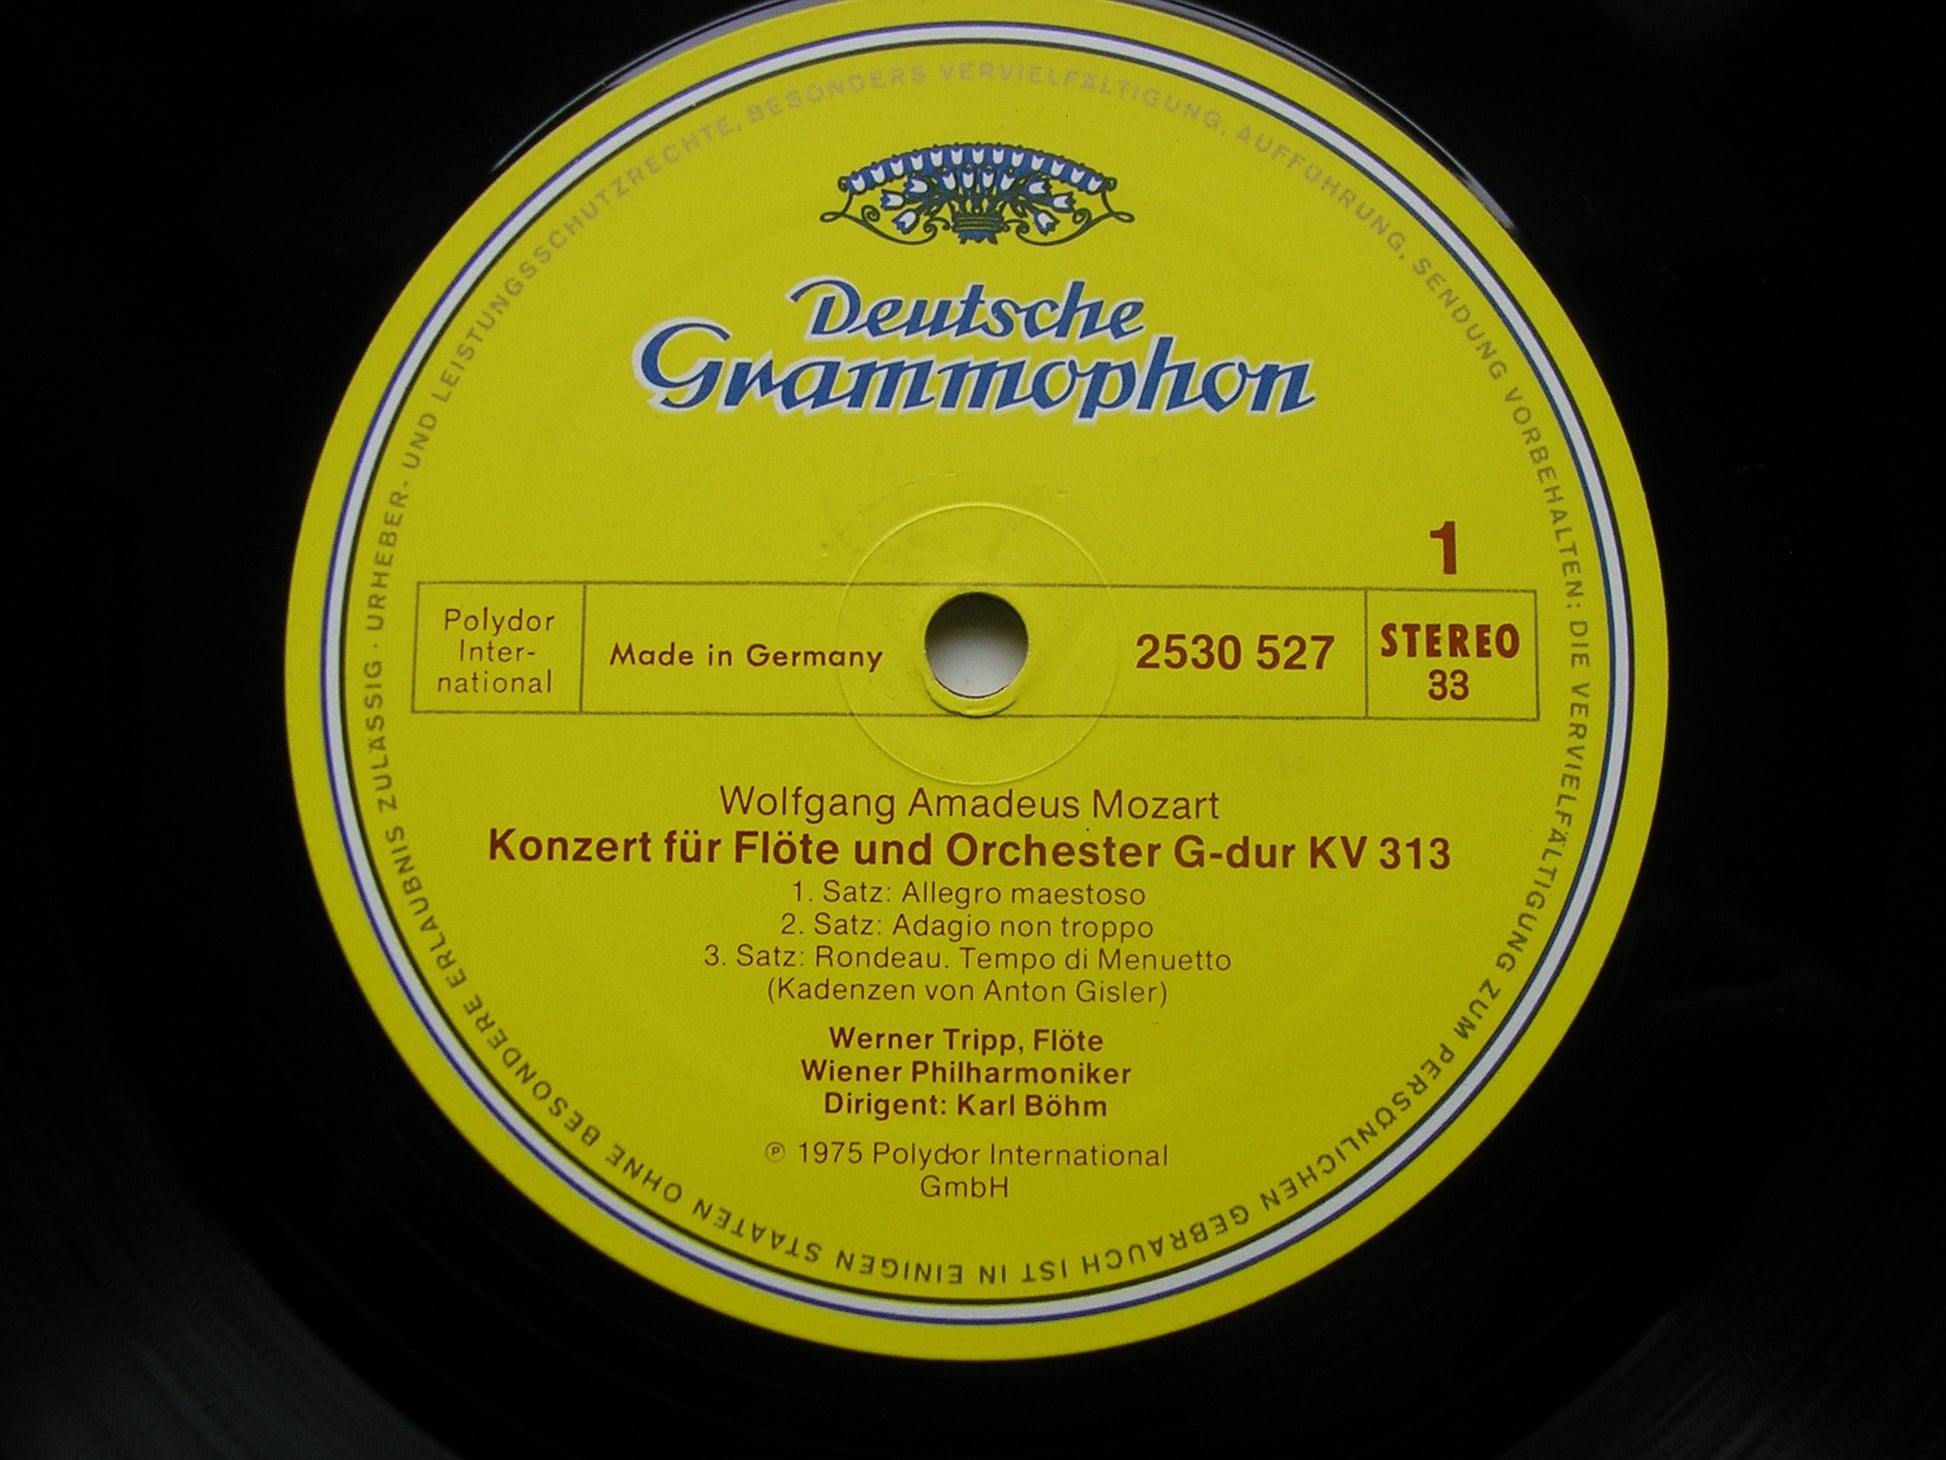 Deutsche
Grammophon
1
Polydor
Inter-
national
Made in Germany
2530 527
STEREO
33
Wolfgang Amadeus Mozart
Konzert für Flöte und Orchester G-dur KV 313
1. Satz: Allegro maestoso
2. Satz: Adagio non troppo
3. Satz: Rondeau. Tempo di Menuetto
(Kadenzen von Anton Gisler)
Werner Tripp, Flöte
Wiener Philharmoniker
Dirigent: Karl Böhm
℗ 1975 Polydor International
GmbH
URHEBER- UND LEISTUNGSSCHUTZRECHTE, BESONDERS VERVIELFÄLTIGUNG, AUFFÜHRUNG, SENDUNG VORBEHALTEN: DIE VERVIELFÄLTIGUNG ZUM PERSÖNLICHEN GEBRAUCH IST IN EINIGEN STAATEN OHNE BESONDERE ERLAUBNIS ZULÄSSIG ·